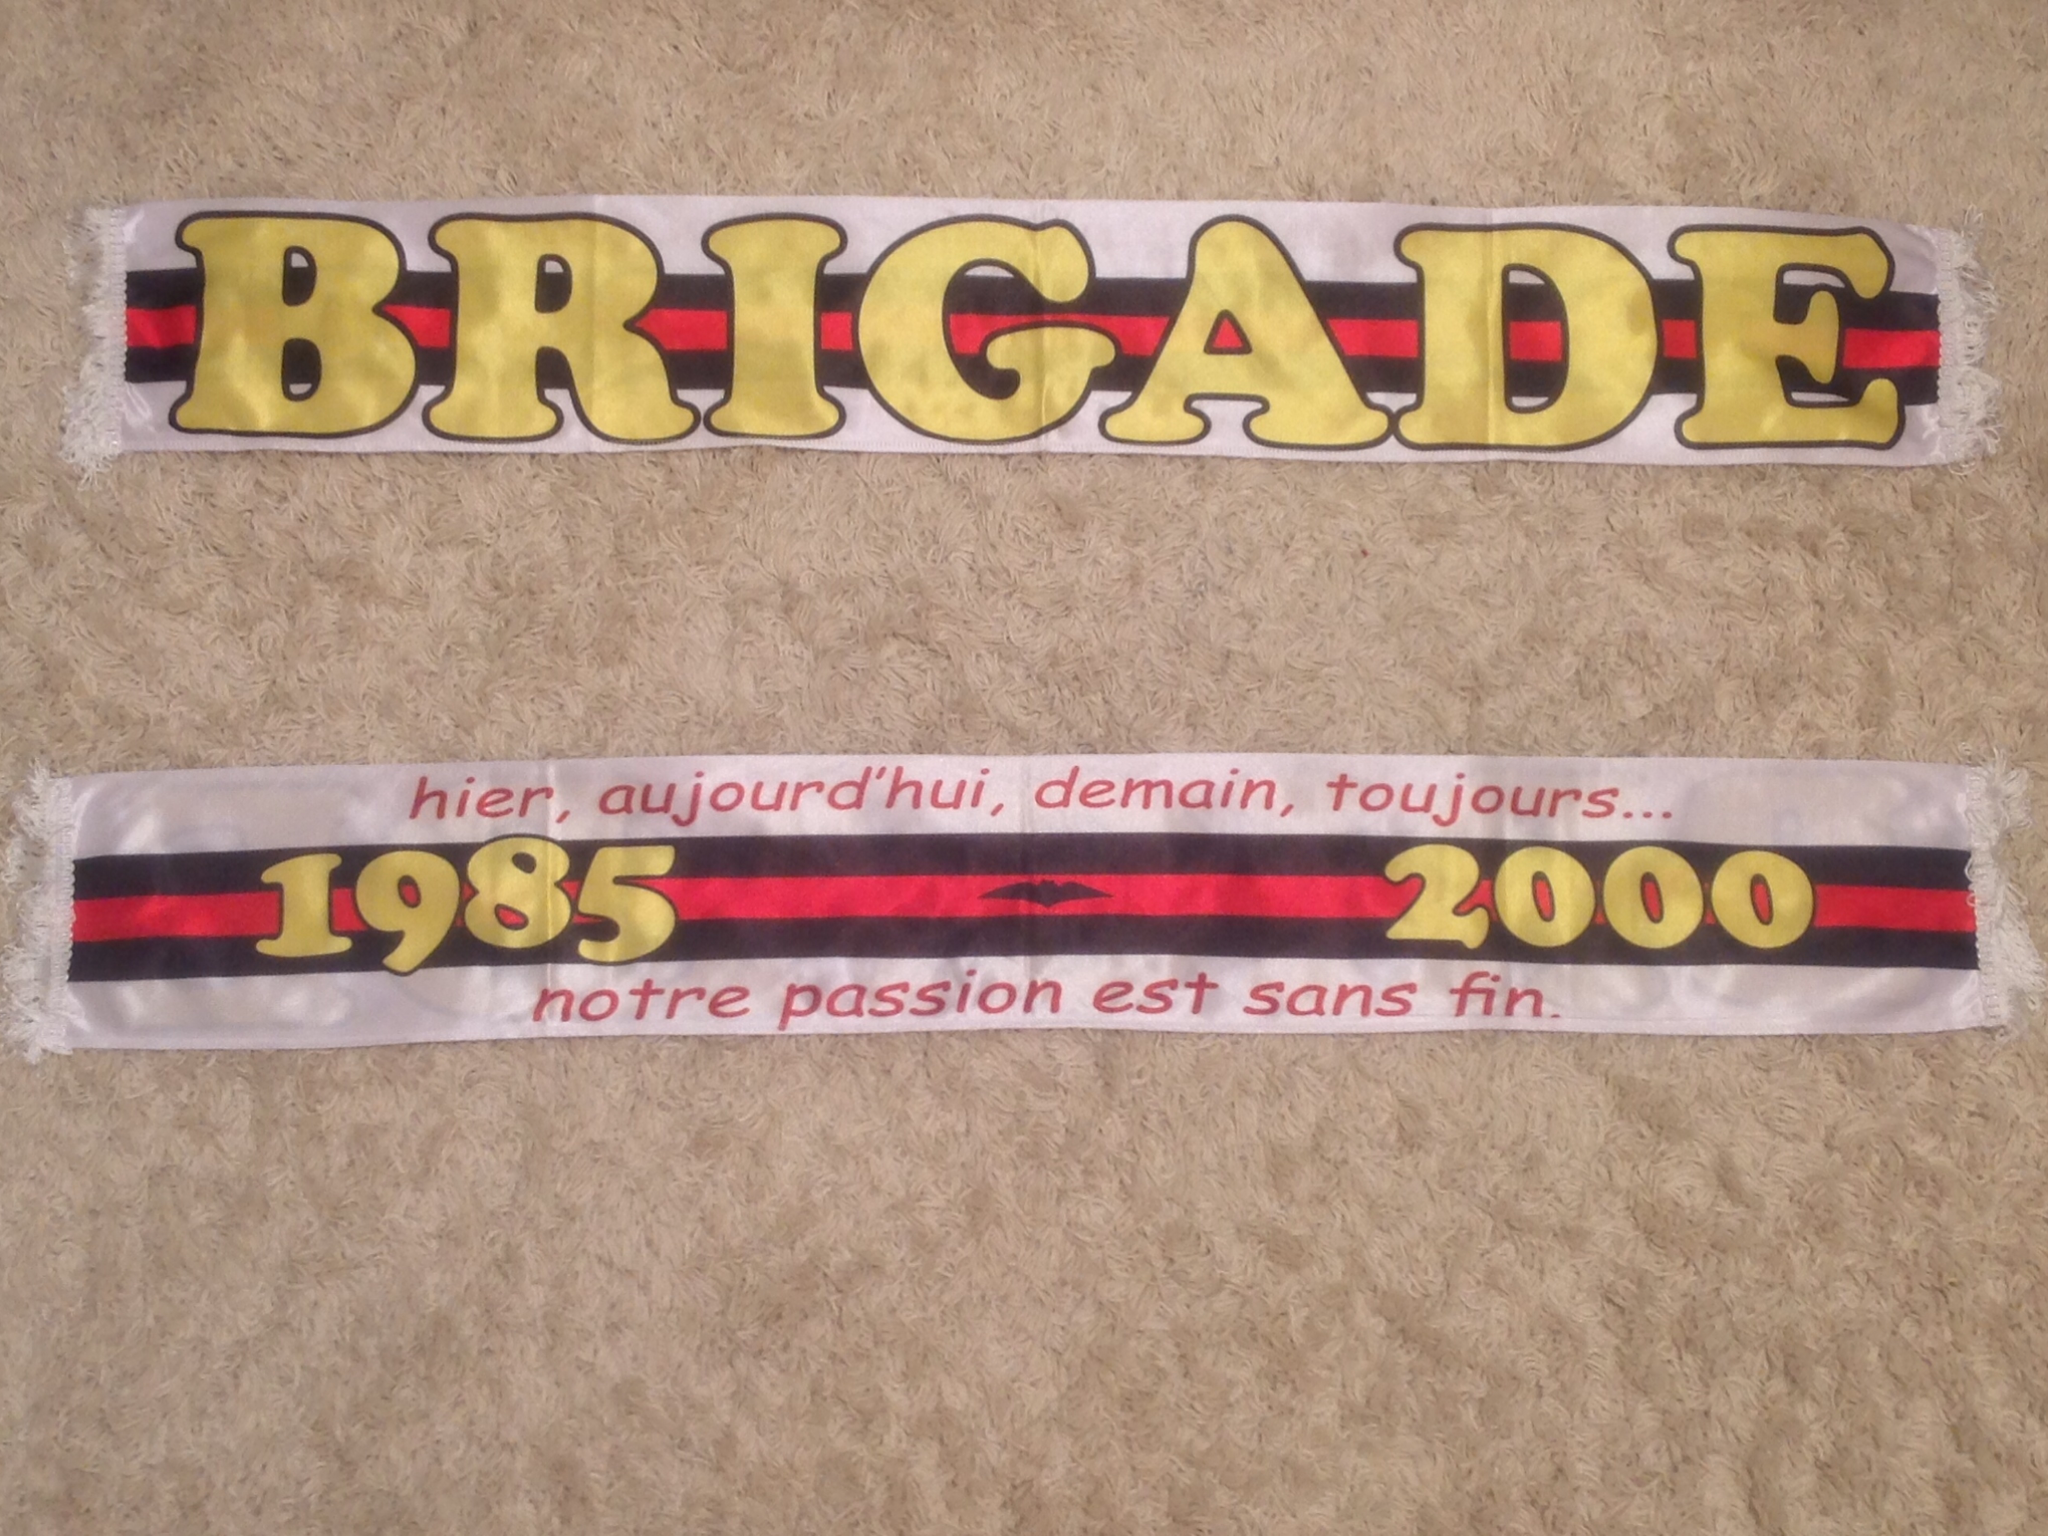 BRIGADE
hier, aujourd'hui, demain, toujours...
1985 2000
notre passion est sans fin.